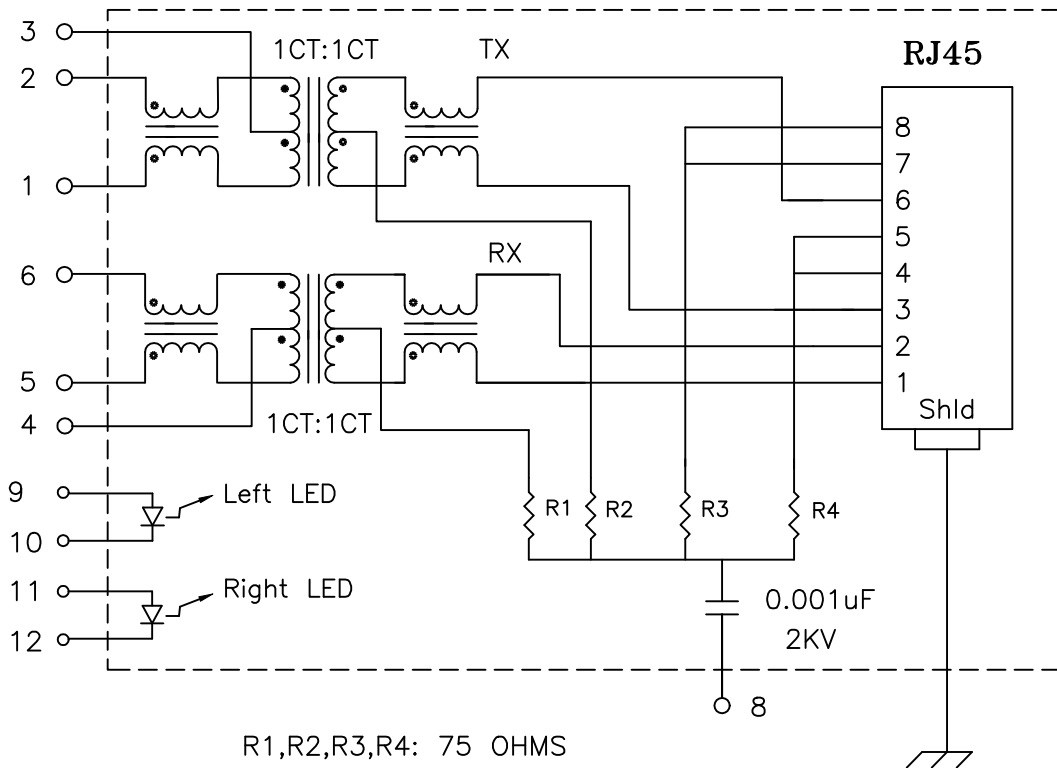 3
1CT:1CT
TX
RJ45
2
8
7
1
6
5
RX
6
4
3
2
5
1
Shld
4
1CT:1CT
9
Left LED
R1
R2
R3
R4
10
11
Right LED
0.001uF
12
2KV
8
R1,R2,R3,R4: 75 OHMS